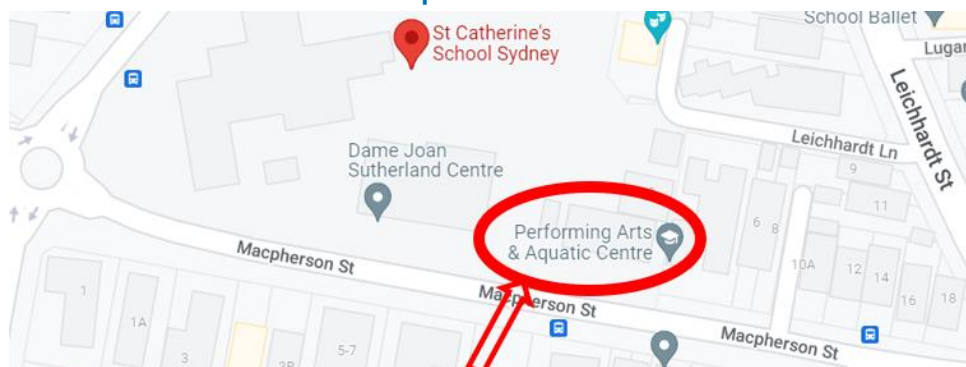 School Ballet
St Catherine's
School Sydney
Lugar
Leichhardt St
Leichhardt Ln
Dame Joan
Sutherland Centre
9
11
Performing Arts
& Aquatic Centre
6
8
Macpherson St
10A
12
14
16
18
1
Macpherson St
1A
Macpherson St
3
3B
5-7